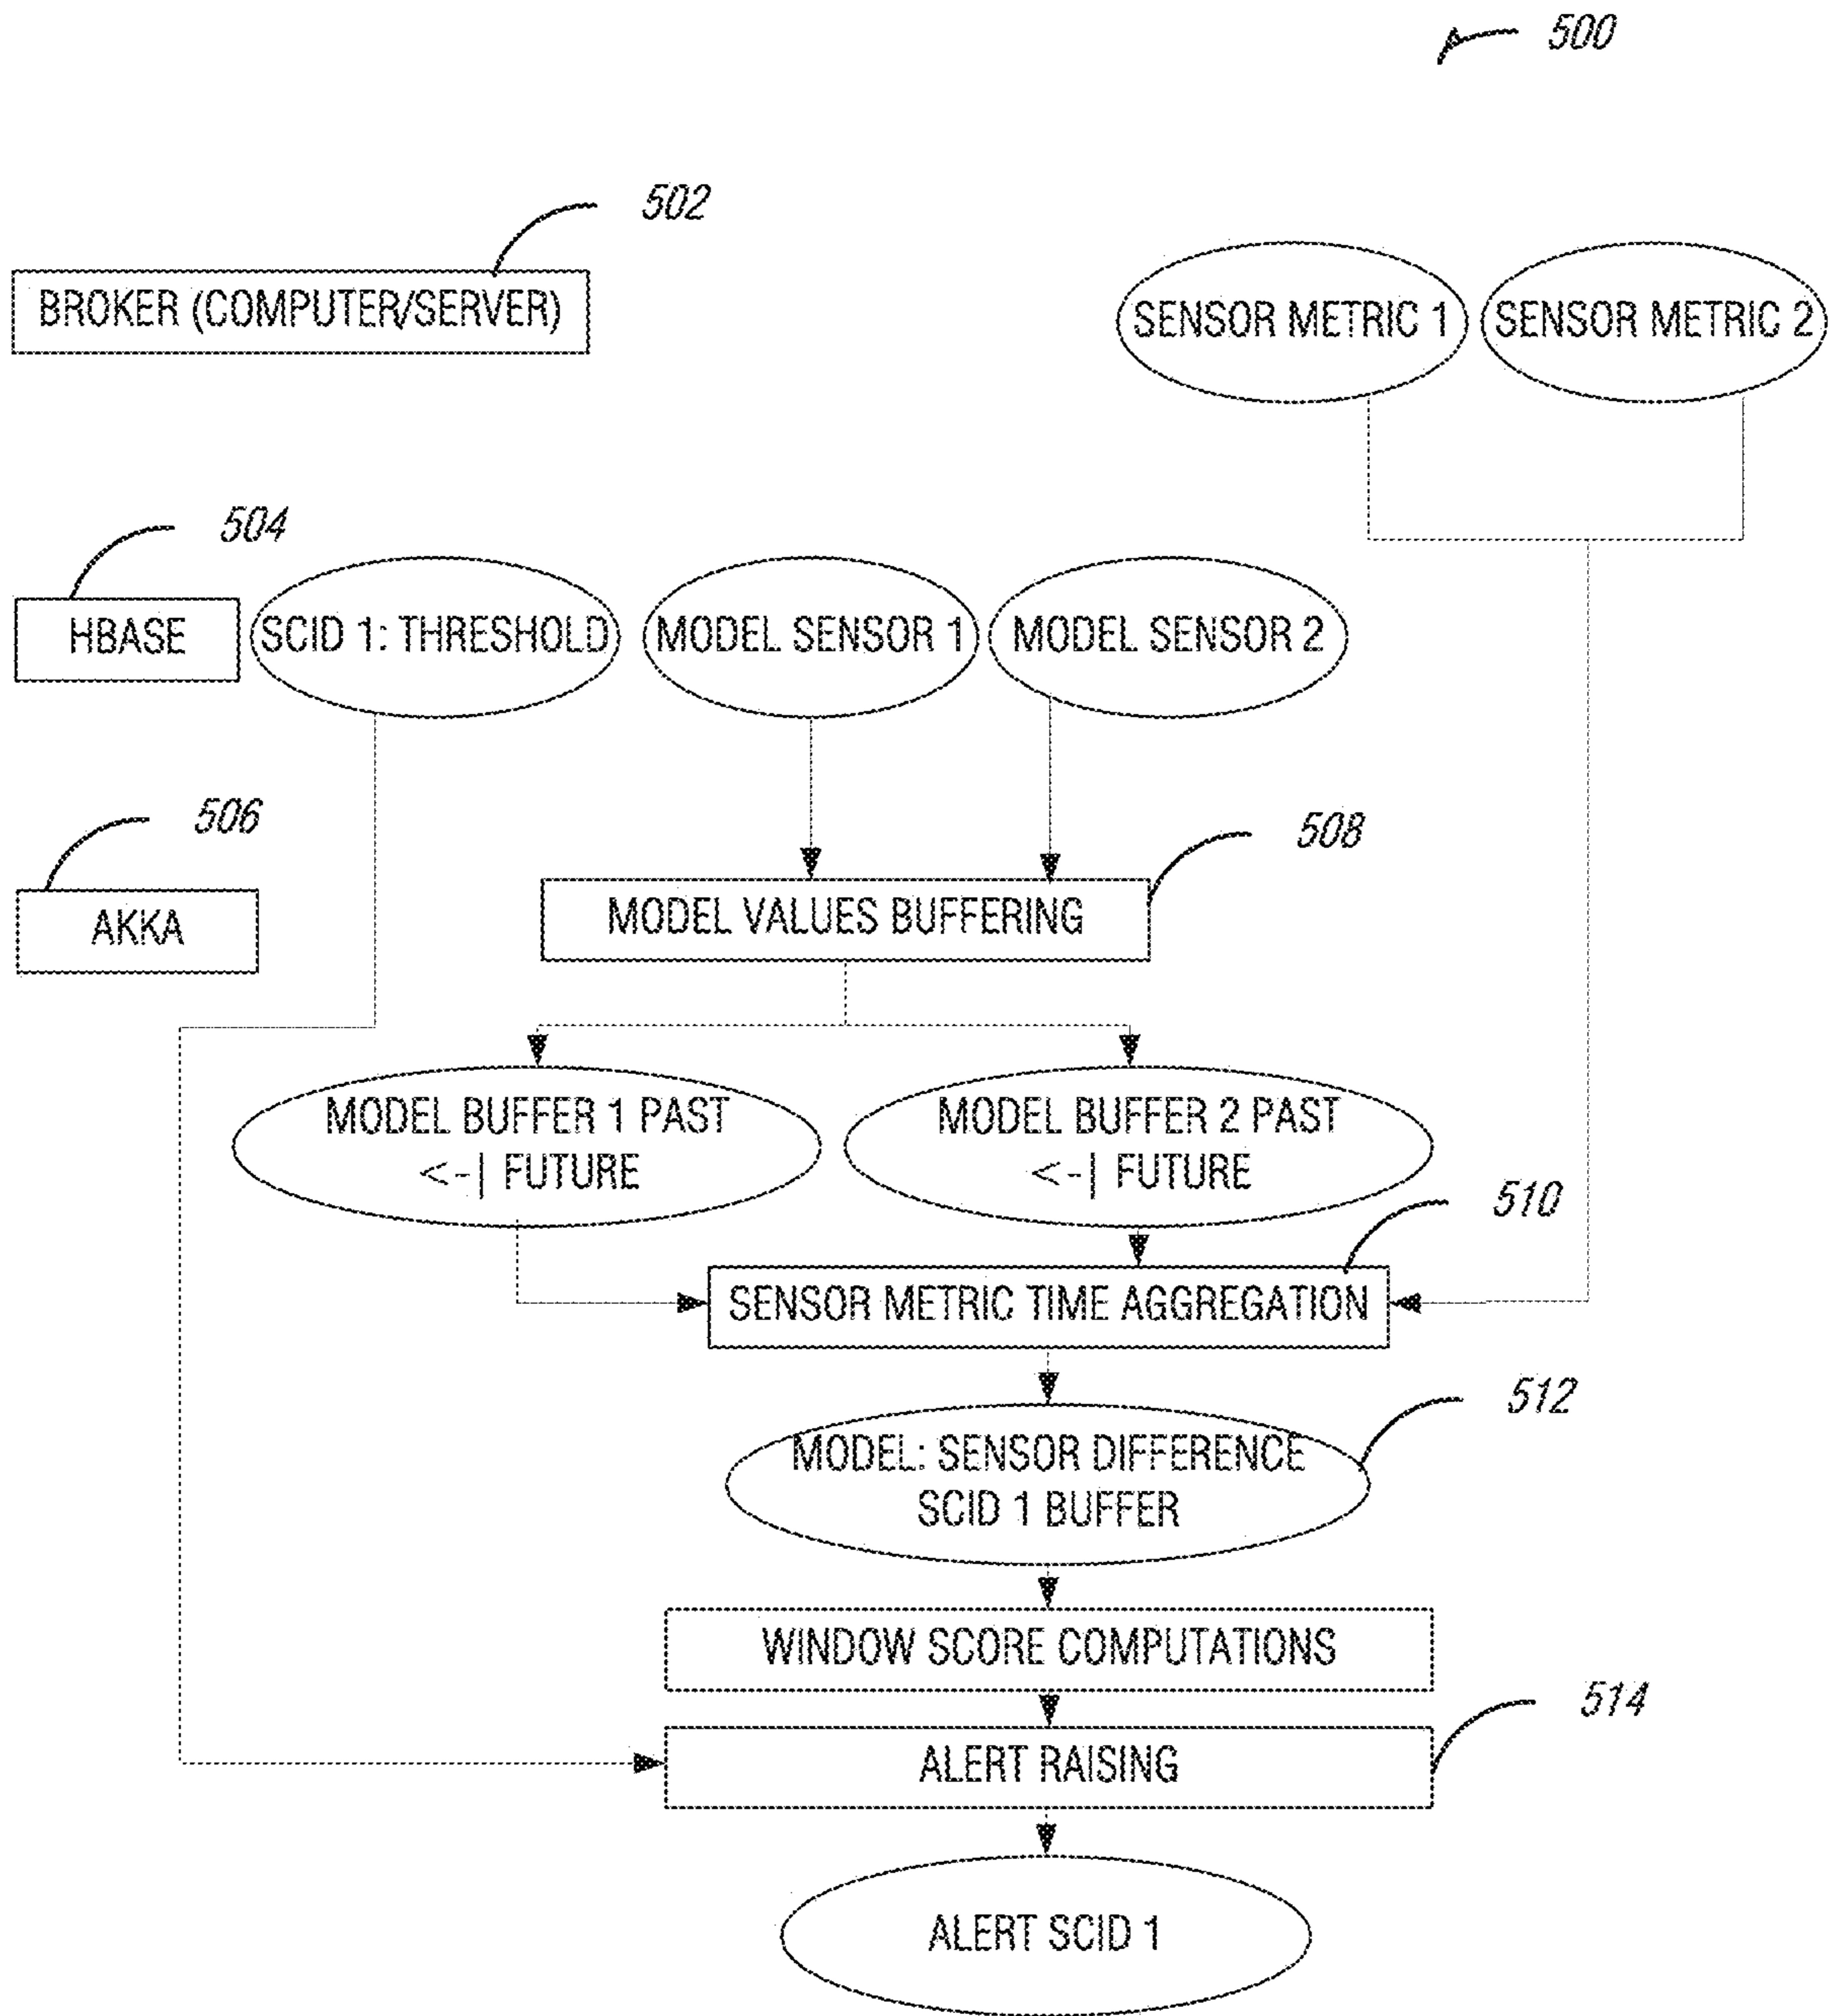 500
502
BROKER (COMPUTER/SERVER)
SENSOR METRIC 1
SENSOR METRIC 2
504
HBASE
SCID 1: THRESHOLD
MODEL SENSOR 1
MODEL SENSOR 2
506
508
AKKA
MODEL VALUES BUFFERING
MODEL BUFFER 1 PAST
<-| FUTURE
MODEL BUFFER 2 PAST
<-| FUTURE
510
SENSOR METRIC TIME AGGREGATION
512
MODEL: SENSOR DIFFERENCE
SCID 1 BUFFER
WINDOW SCORE COMPUTATIONS
514
ALERT RAISING
ALERT SCID 1